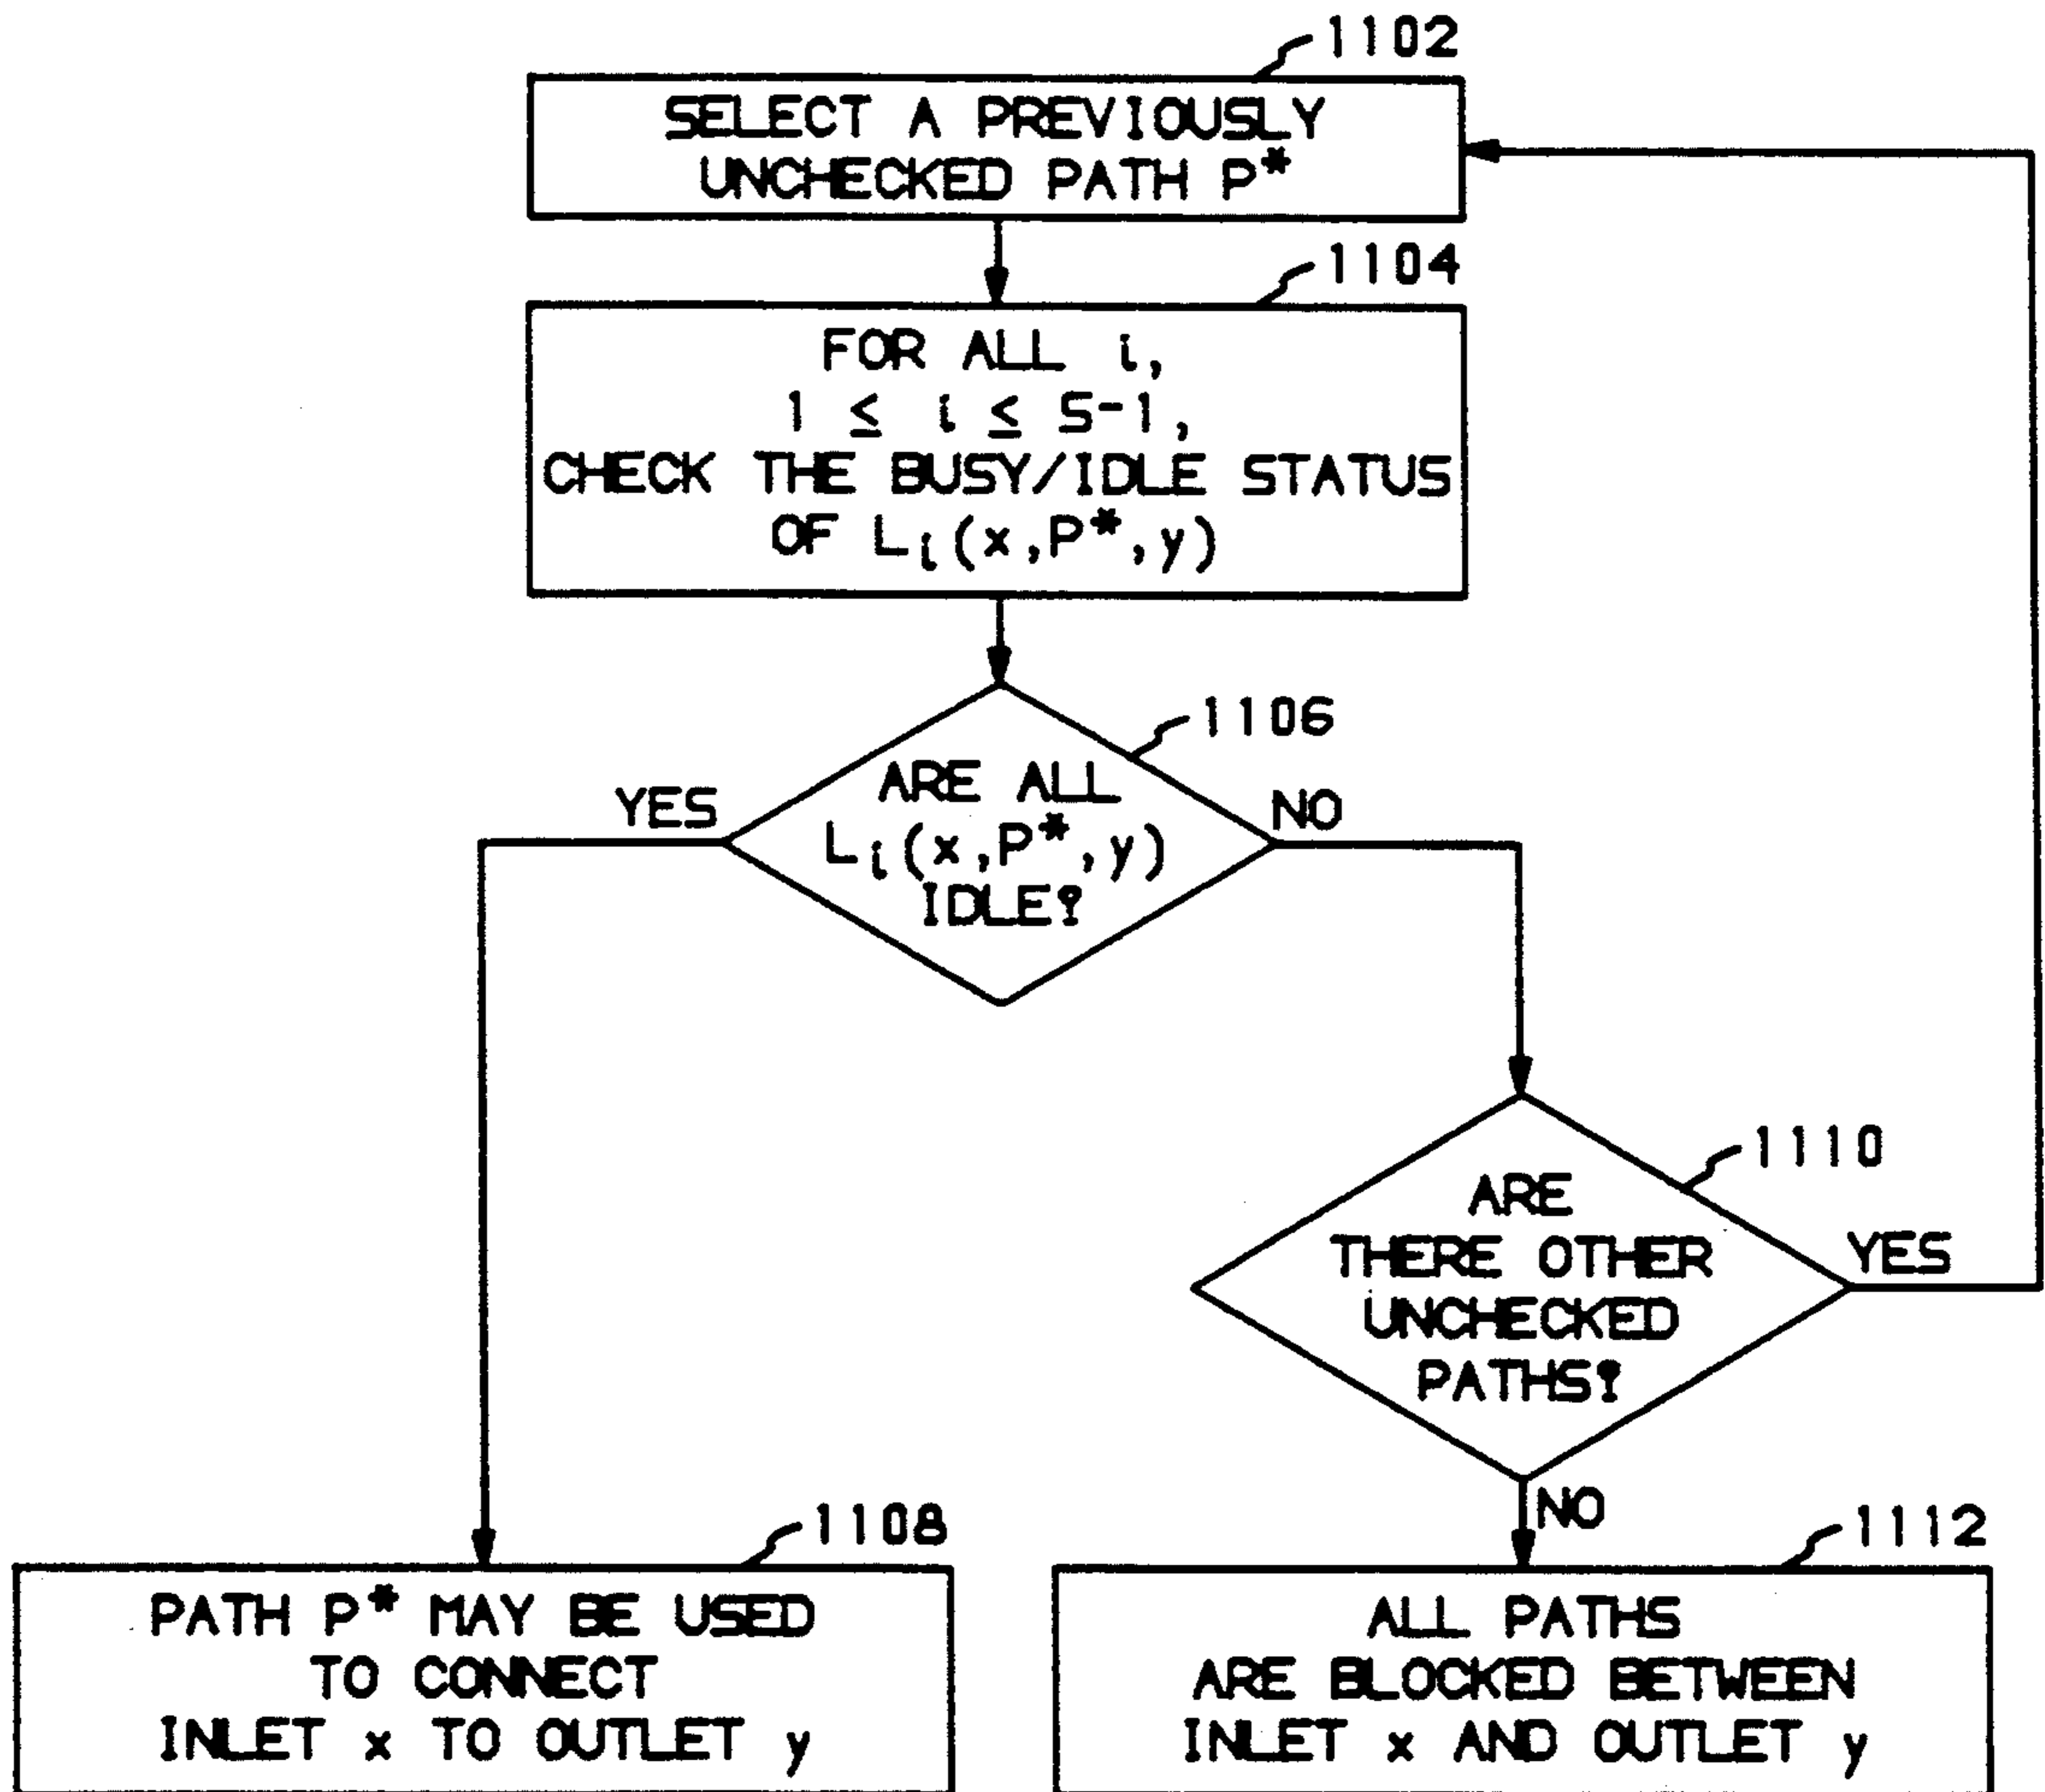 1102
SELECT A PREVIOUSLY
UNCHECKED PATH P*
1104
FOR ALL i,
1 ≤ i ≤ S-1,
CHECK THE BUSY/IDLE STATUS
OF Li(x,P*,y)
1106
ARE ALL
YES
NO
Li(x,P*,y)
IDLE?
1110
ARE
THERE OTHER
YES
UNCHECKED
PATHS?
NO
1108
1112
PATH P* MAY BE USED
TO CONNECT
INLET x TO OUTLET y
ALL PATHS
ARE BLOCKED BETWEEN
INLET x AND OUTLET y